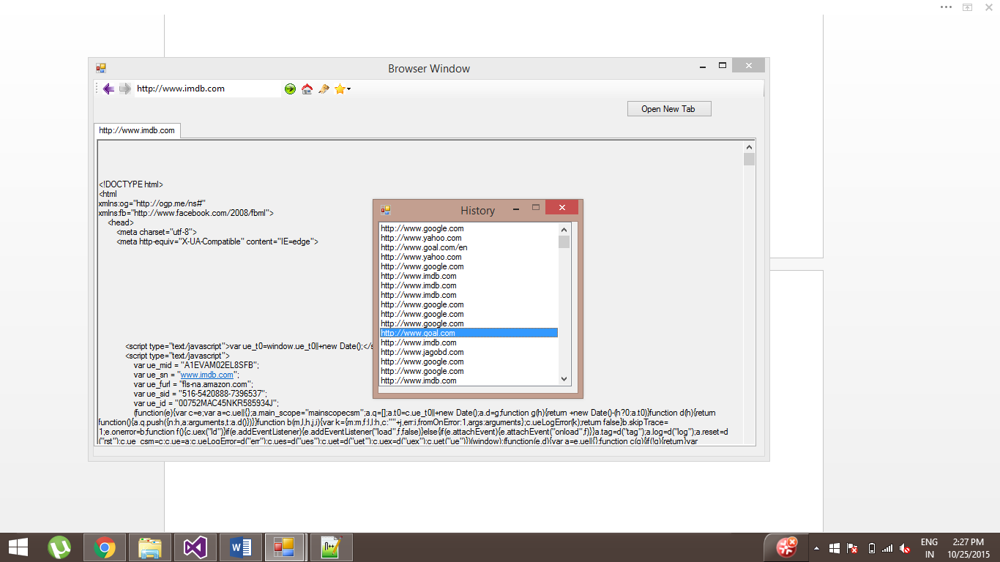 Browser Window
http://www.imdb.com
Open New Tab
http://www.imdb.com
<!DOCTYPE html>
<html
xmlns:og="http://ogp.me/ns#"
xmlns:fb="http://www.facebook.com/2008/fbml">
<head>
<meta charset="utf-8">
<meta http-equiv="X-UA-Compatible" content="IE=edge">
<script type="text/javascript">var ue_t0=window.ue_t0||+new Date();</s
<script type="text/javascript">
var ue_mid = "A1EVAM02EL8SFB";
var ue_sn = "www.imdb.com";
var ue_furl = "fls-na.amazon.com";
var ue_sid = "516-5420888-7396537";
var ue_id = "00752MAC45NKR585934J";
(function(e){var c=e;var a=c.ue||{};a.main_scope="mainscopecsm";a.q=[];a.t0=c.ue_t0||+new Date();a.d=g;function g(h){return +new Date()-(h?0:a.t0)}function d(h){return
function(){a.q.push({n:h,a:arguments,t:a.d()})}}function b(m,l,h,j,i){var k={m:m,f:l,l:h,c:""+j,err:i,fromOnError:1,args:arguments};c.ueLogError(k);return false}b.skipTrace=
1;e.onerror=b;function f(){c.uex("ld")}if(e.addEventListener){e.addEventListener("load",f,false)}else{if(e.attachEvent){e.attachEvent("onload",f)}}a.tag=d("tag");a.log=d("log");a.reset=d
("rst");c.ue_csm=c;c.ue=a;c.ueLogError=d("err");c.ues=d("ues");c.uet=d("uet");c.uex=d("uex");c.uet("ue")})(window);(function(e,d){var a=e.ue||{};function c(g){if(!g){return}var
History
http://www.google.com
http://www.yahoo.com
http://www.goal.com/en
http://www.yahoo.com
http://www.google.com
http://www.imdb.com
http://www.imdb.com
http://www.imdb.com
http://www.google.com
http://www.google.com
http://www.google.com
http://www.goal.com
http://www.imdb.com
http://www.jagobd.com
http://www.google.com
http://www.google.com
http://www.imdb.com
ENG
IN
2:27 PM
10/25/2015